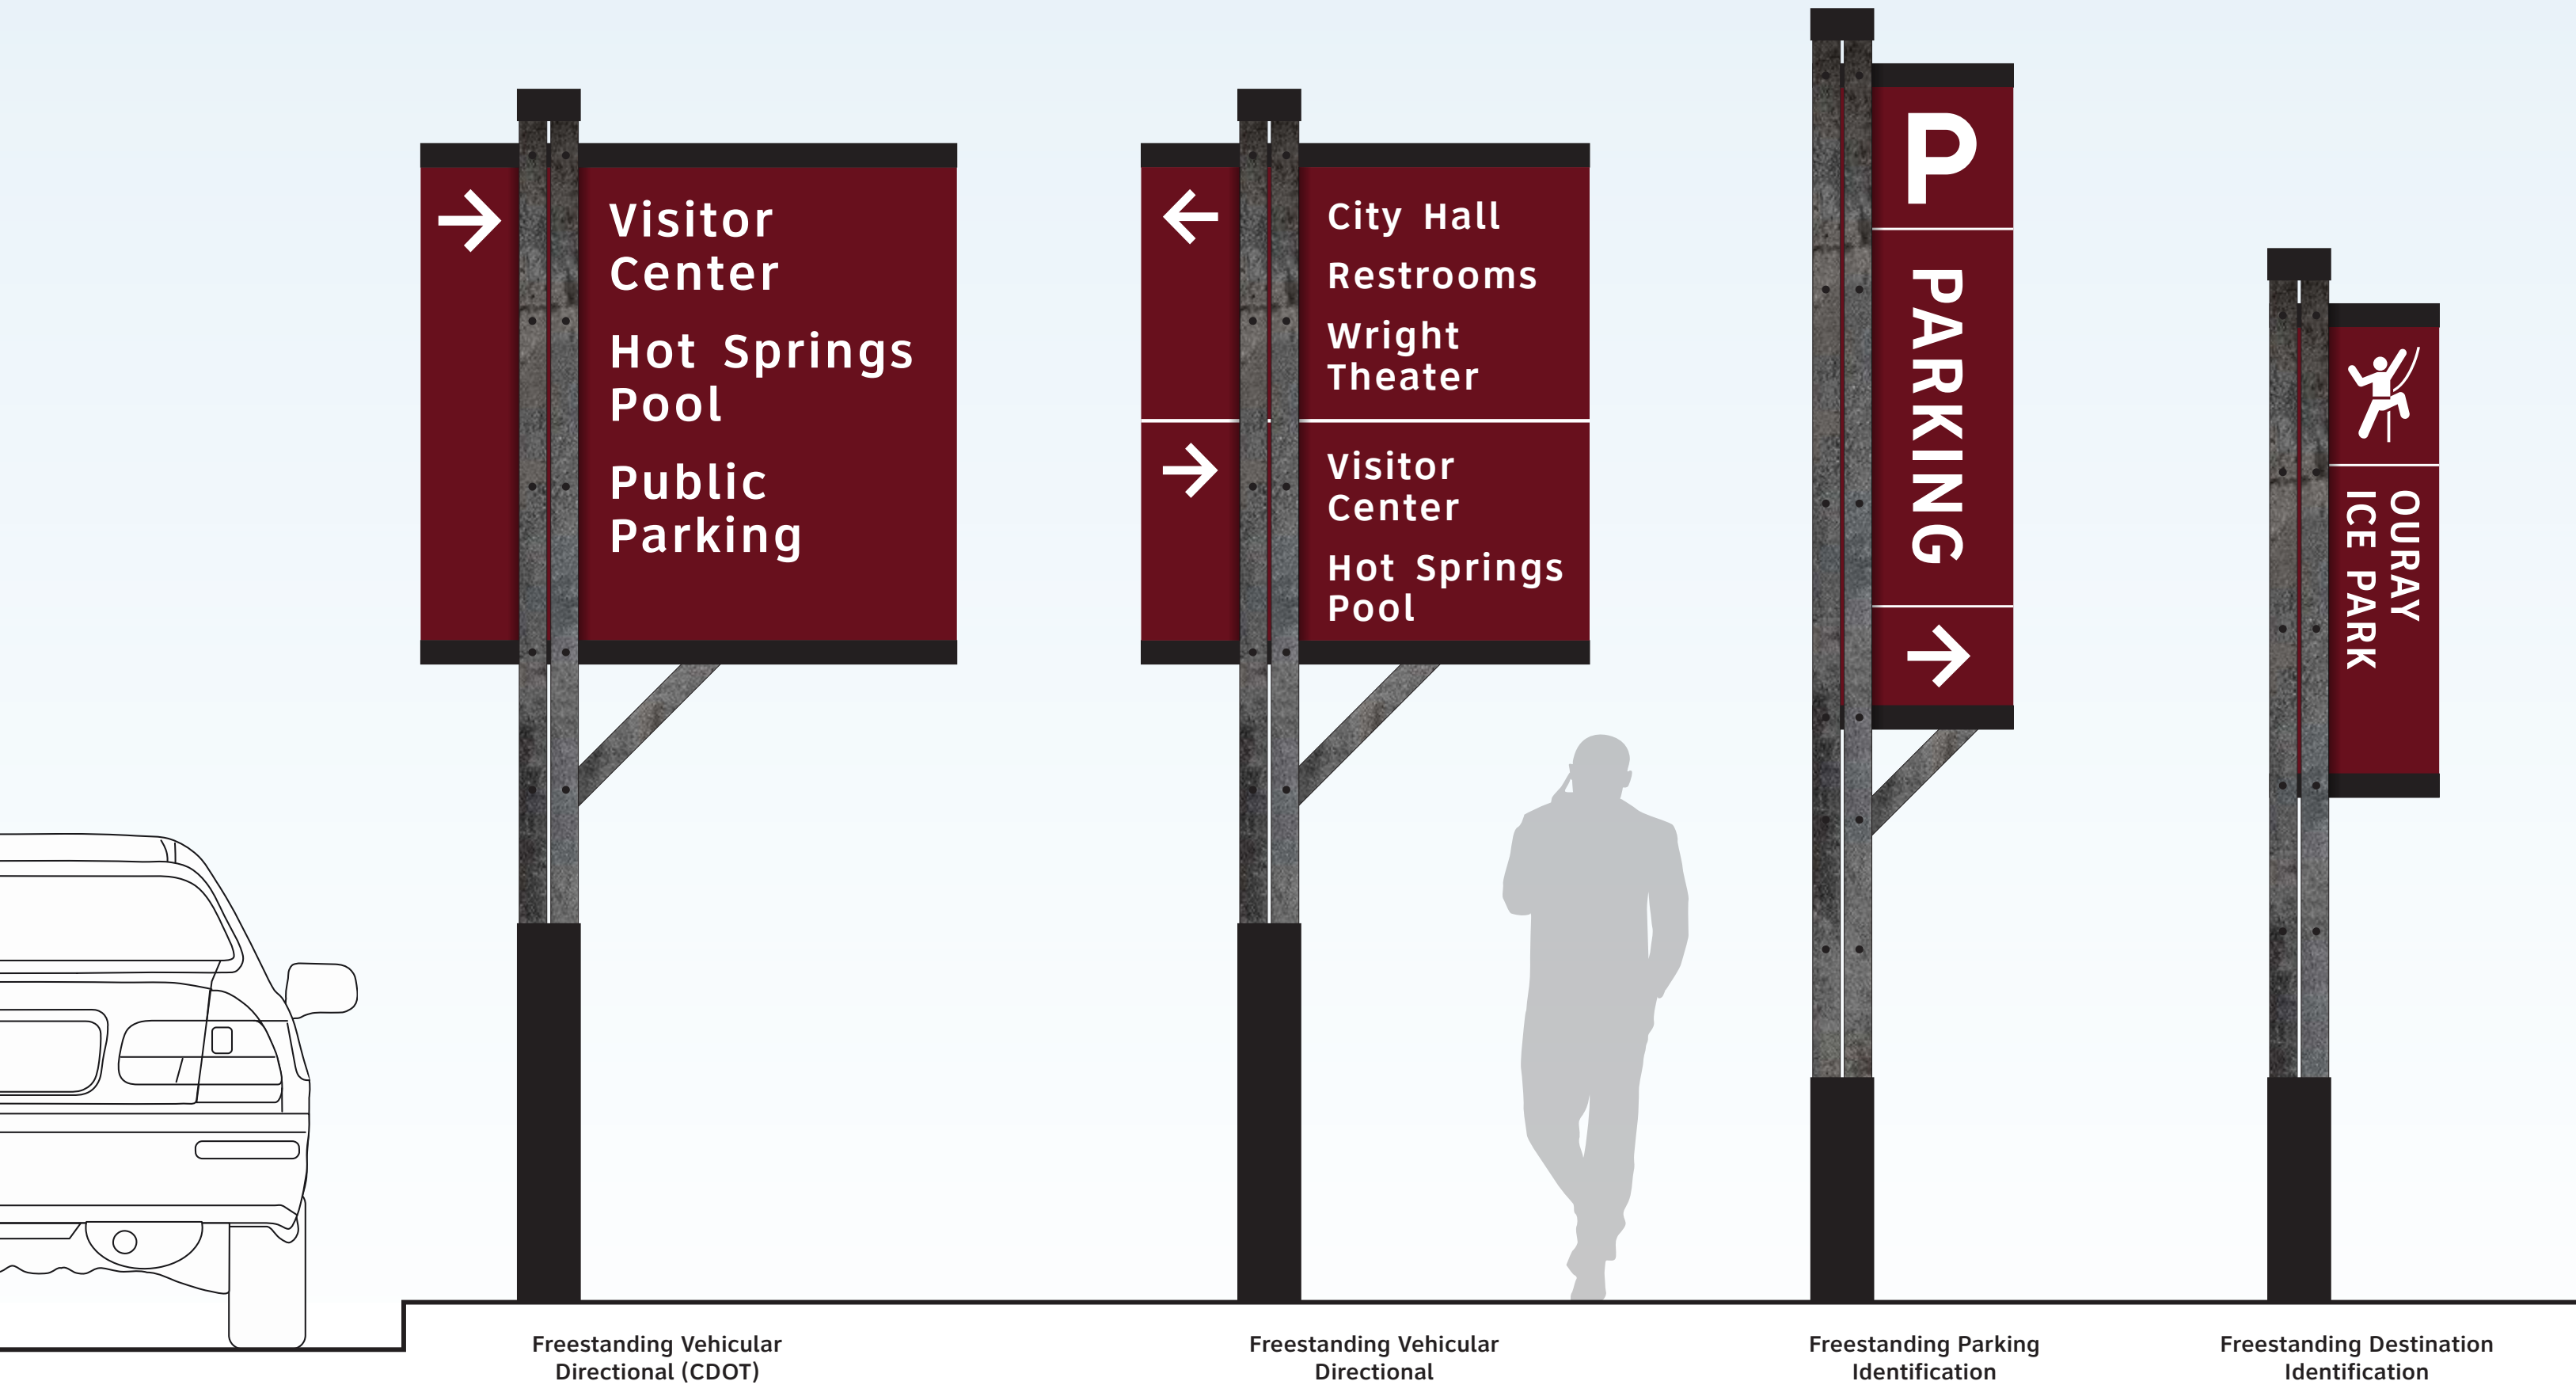 Visitor
Center
Hot Springs
Pool
Public
Parking
City Hall
Restrooms
Wright
Theater
Visitor
Center
Hot Springs
Pool
P
PARKING
OURAY
ICE PARK
Freestanding Vehicular
Directional (CDOT)
Freestanding Vehicular
Directional
Freestanding Parking
Identification
Freestanding Destination
Identification